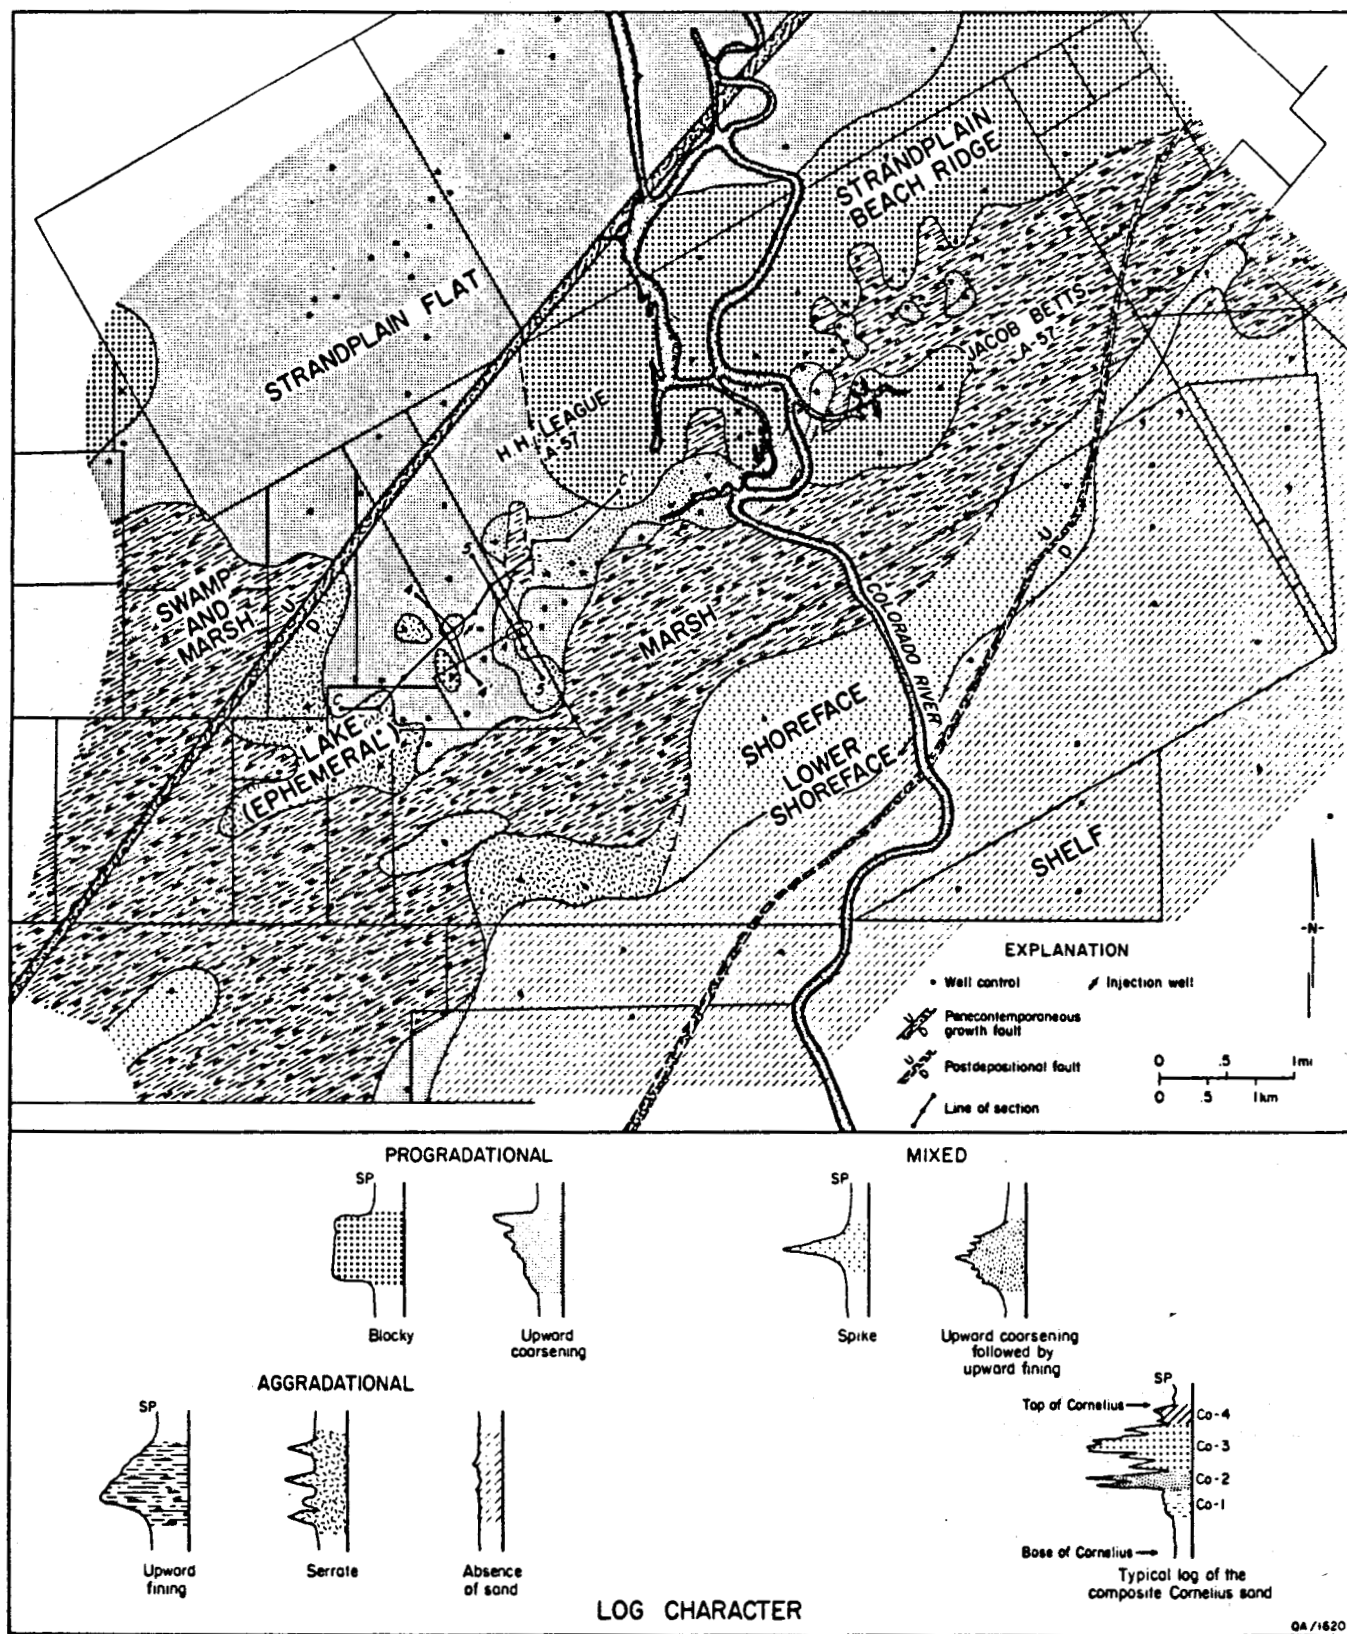 STRANDPLAIN
BEACH RIDGE
STRANDPLAIN FLAT
JACOB BETTS
A-57
H. H. LEAGUE
A-57
C'
S
SWAMP
AND
MARSH
U
D
MARSH
COLORADO RIVER
U
D
S'
C
LAKE
(EPHEMERAL)
SHOREFACE
LOWER
SHOREFACE
SHELF
-N-
EXPLANATION
Well control
Injection well
U
D
Penecontemporaneous
growth fault
U
D
Postdepositional fault
0 .5 1mi
0 .5 1km
Line of section
PROGRADATIONAL
MIXED
SP
SP
Blocky
Upward
coarsening
Spike
Upward coarsening
followed by
upward fining
AGGRADATIONAL
SP
SP
Top of Cornelius
Co-4
Co-3
Co-2
Co-1
Base of Cornelius
Upward
fining
Serrate
Absence
of sand
Typical log of the
composite Cornelius sand
LOG CHARACTER
QA/1620